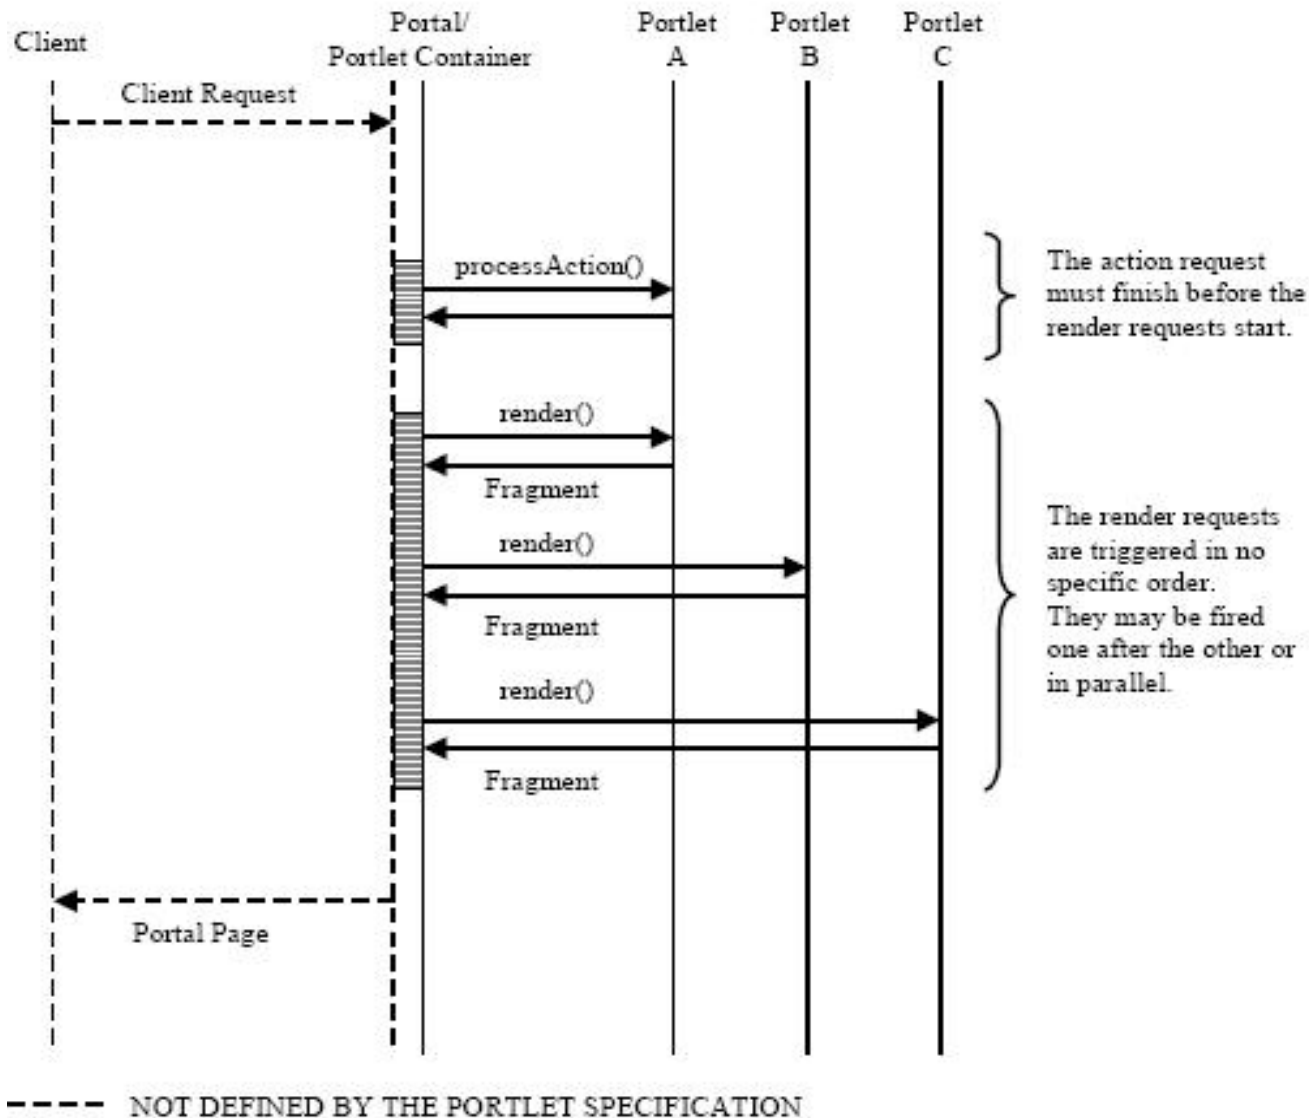 Client
Portal/
Portlet Container
Portlet
A
Portlet
B
Portlet
C
Client Request
processAction()
The action request
must finish before the
render requests start.
render()
Fragment
render()
Fragment
render()
Fragment
The render requests
are triggered in no
specific order.
They may be fired
one after the other or
in parallel.
Portal Page
NOT DEFINED BY THE PORTLET SPECIFICATION